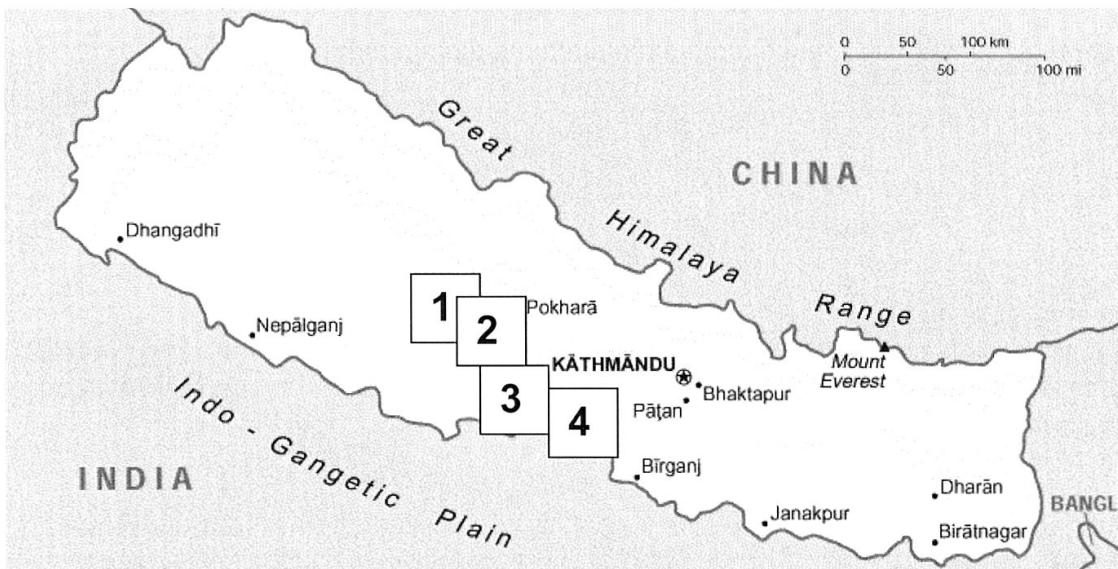 0 50 100 km
0 50 100 mi
Great
CHINA
Himalaya
Dhangadhī
Range
1
2
Pokharā
Nepālganj
Mount
Everest
KĀTHMĀNDU
3
Bhaktapur
Pāţan
4
Indo - Gangetic Plain
INDIA
Bīrganj
Dharān
Janakpur
BANGL
Birātnagar